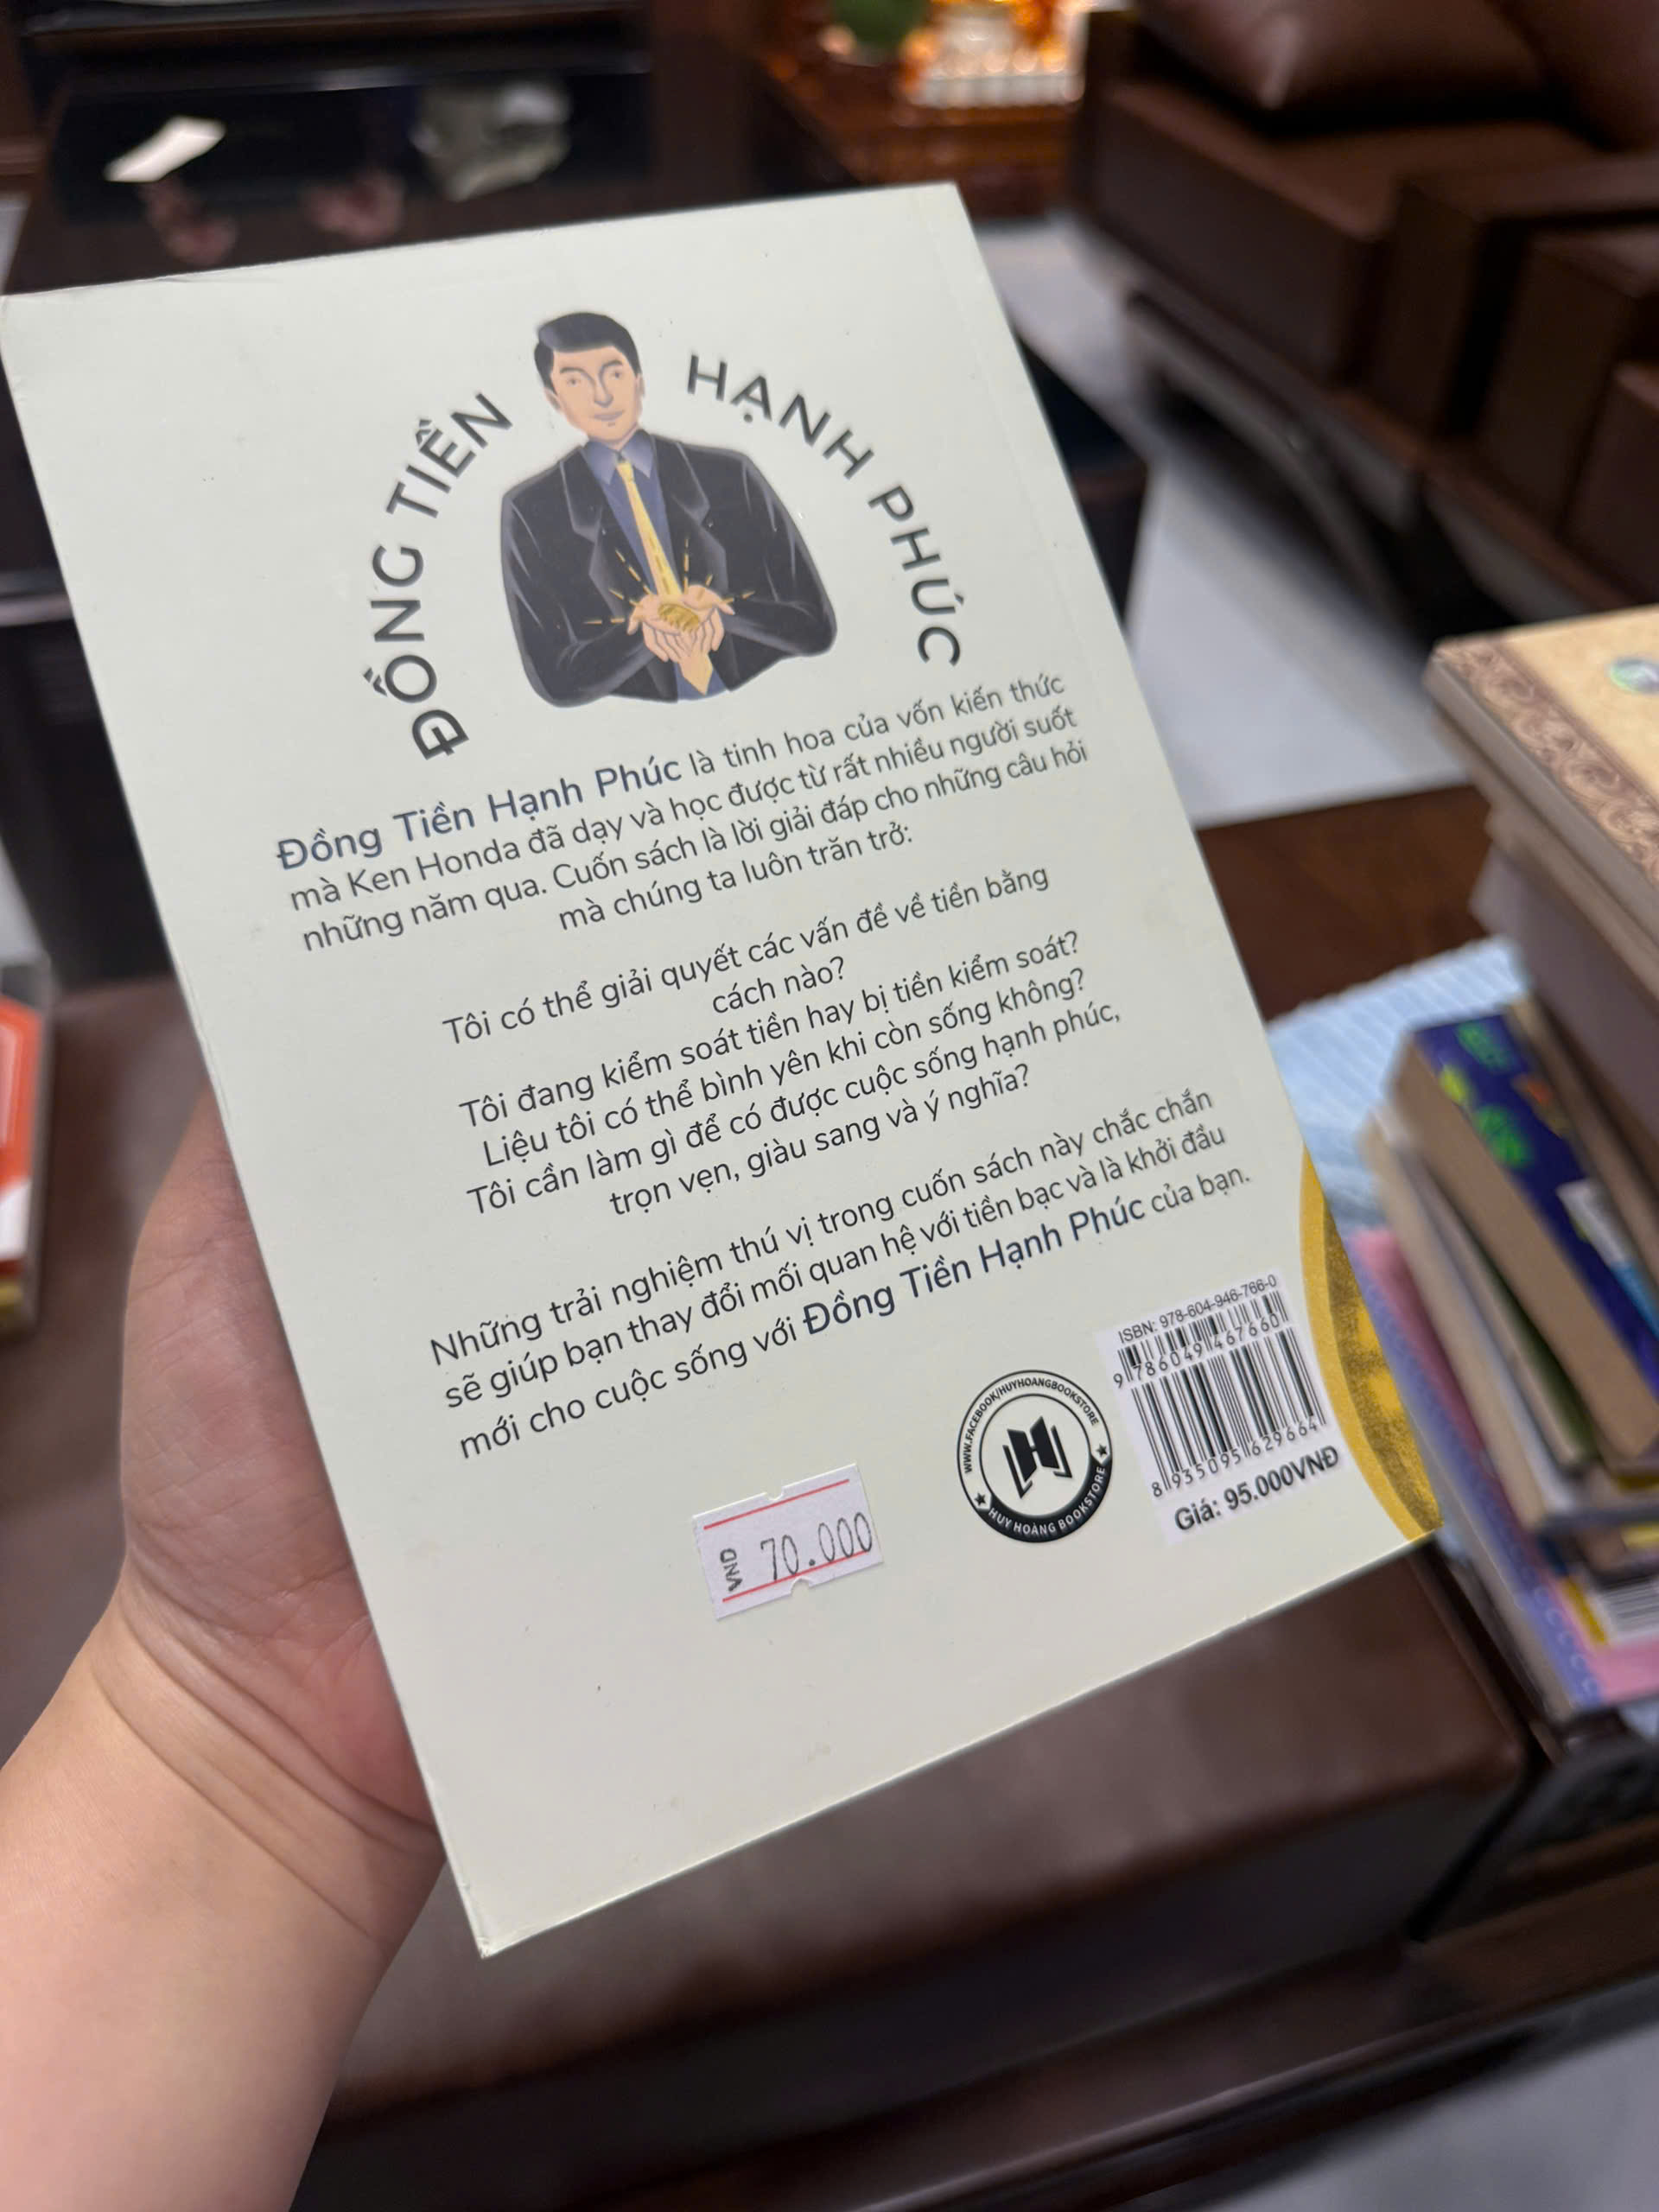 ĐỒNG TIỀN HẠNH PHÚC
Đồng Tiền Hạnh Phúc là tinh hoa của vốn kiến thức
mà Ken Honda đã dạy và học được từ rất nhiều người suốt
những năm qua. Cuốn sách là lời giải đáp cho những câu hỏi
mà chúng ta luôn trăn trở:
Tôi có thể giải quyết các vấn đề về tiền bằng
cách nào?
Tôi đang kiểm soát tiền hay bị tiền kiểm soát?
Liệu tôi có thể bình yên khi còn sống không?
Tôi cần làm gì để có được cuộc sống hạnh phúc,
trọn vẹn, giàu sang và ý nghĩa?
Những trải nghiệm thú vị trong cuốn sách này chắc chắn
sẽ giúp bạn thay đổi mối quan hệ với tiền bạc và là khởi đầu
mới cho cuộc sống với Đồng Tiền Hạnh Phúc của bạn.
ISBN: 978-604-946-766-0
9 786049 467660
8 935095 629664
Giá: 95.000VNĐ
WWW.FACEBOOK/HUYHOANGBOOKSTORE
H
HUY HOÀNG BOOKSTORE
VND 70.000